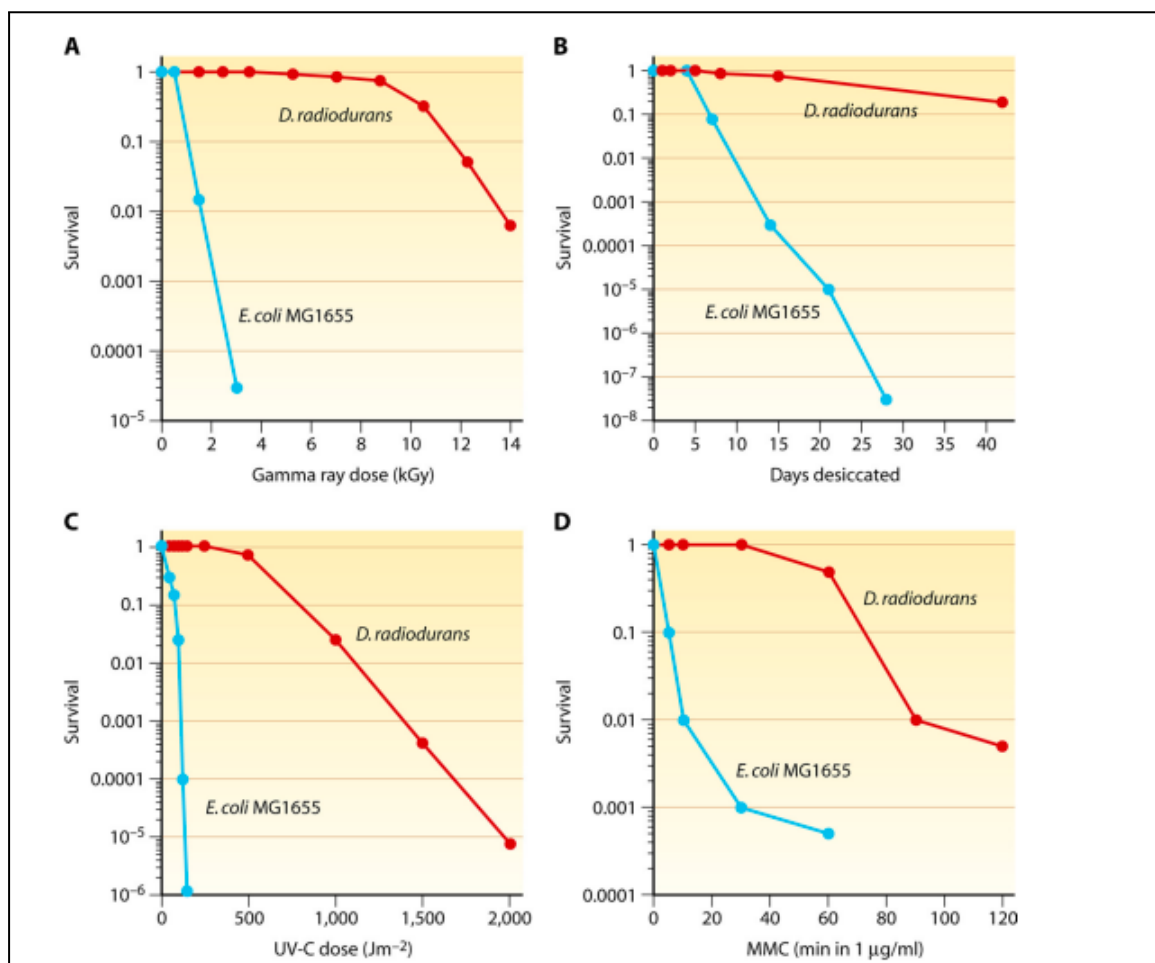 A
Survival
1
0.1
0.01
0.001
0.0001
10⁻⁵
D. radiodurans
E. coli MG1655
0 2 4 6 8 10 12 14
Gamma ray dose (kGy)
B
Survival
1
0.1
0.01
0.001
0.0001
10⁻⁵
10⁻⁶
10⁻⁷
10⁻⁸
D. radiodurans
E. coli MG1655
0 5 10 15 20 25 30 35 40
Days desiccated
C
Survival
1
0.1
0.01
0.001
0.0001
10⁻⁵
10⁻⁶
D. radiodurans
E. coli MG1655
0 500 1,000 1,500 2,000
UV-C dose (Jm⁻²)
D
Survival
1
0.1
0.01
0.001
0.0001
D. radiodurans
E. coli MG1655
0 20 40 60 80 100 120
MMC (min in 1 μg/ml)